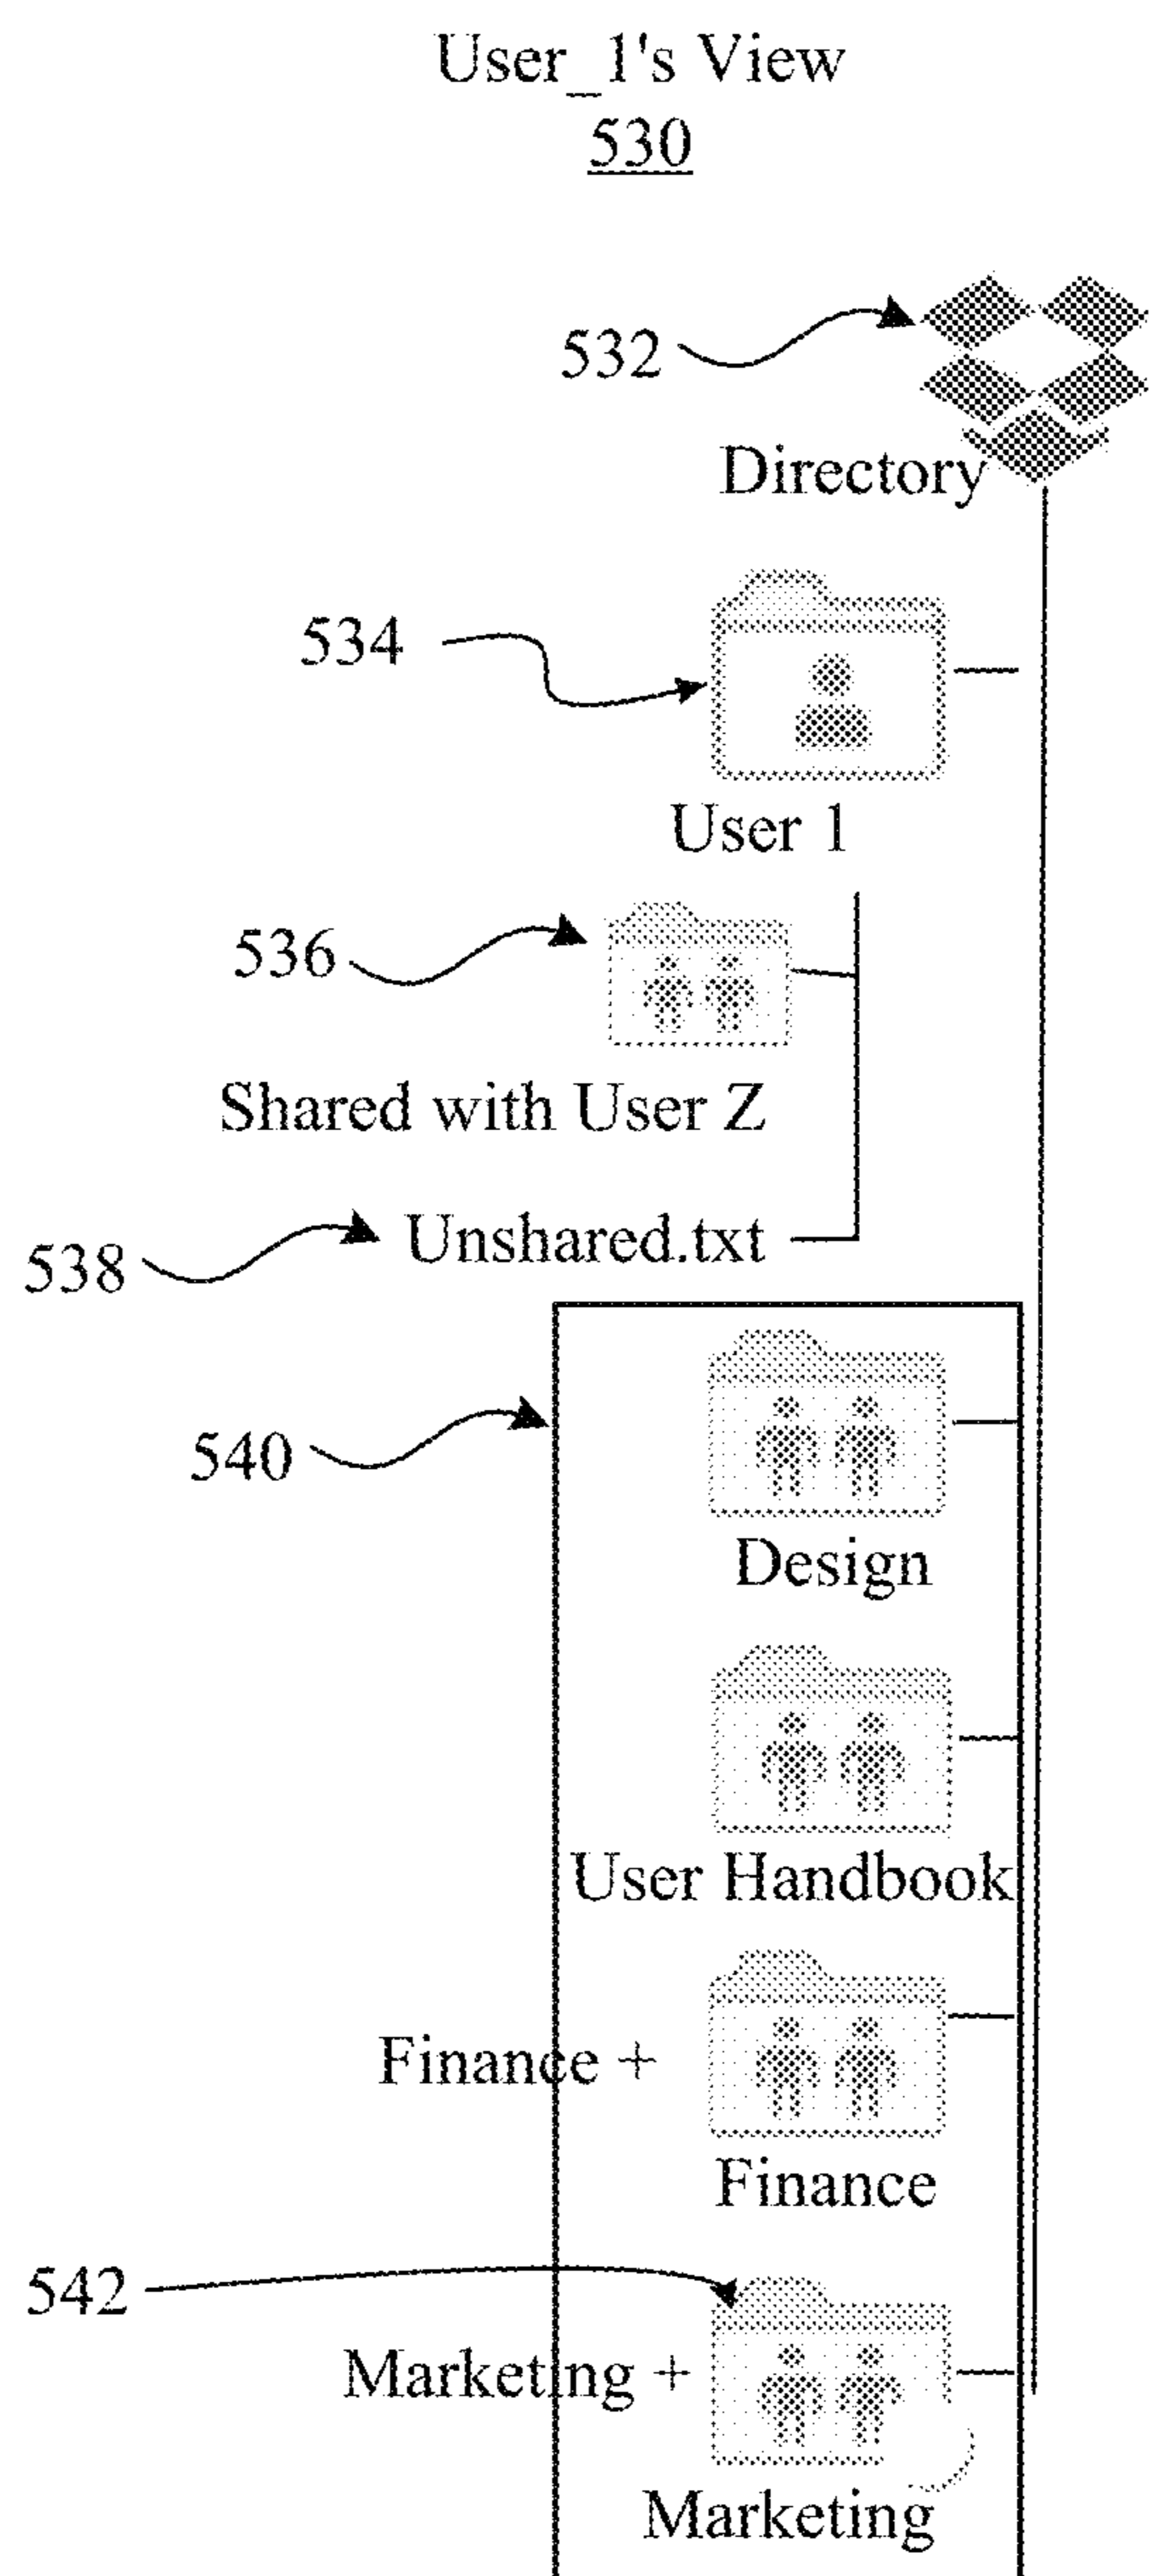 User_1's View
530
532
Directory
534
User 1
536
Shared with User Z
538
Unshared.txt
540
Design
User Handbook
Finance +
Finance
542
Marketing +
Marketing